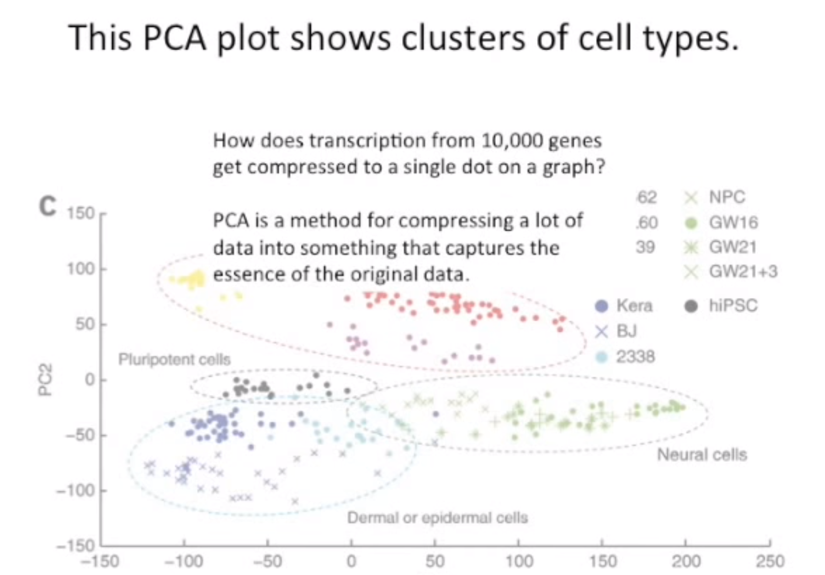 This PCA plot shows clusters of cell types.
How does transcription from 10,000 genes
get compressed to a single dot on a graph?
PCA is a method for compressing a lot of
data into something that captures the
essence of the original data.
C
62
.60
39
NPC
GW16
GW21
GW21+3
Kera
BJ
2338
hiPSC
PC2
150
100
50
0
−50
−100
−150
Pluripotent cells
Neural cells
Dermal or epidermal cells
−150 −100 −50 0 50 100 150 200 250